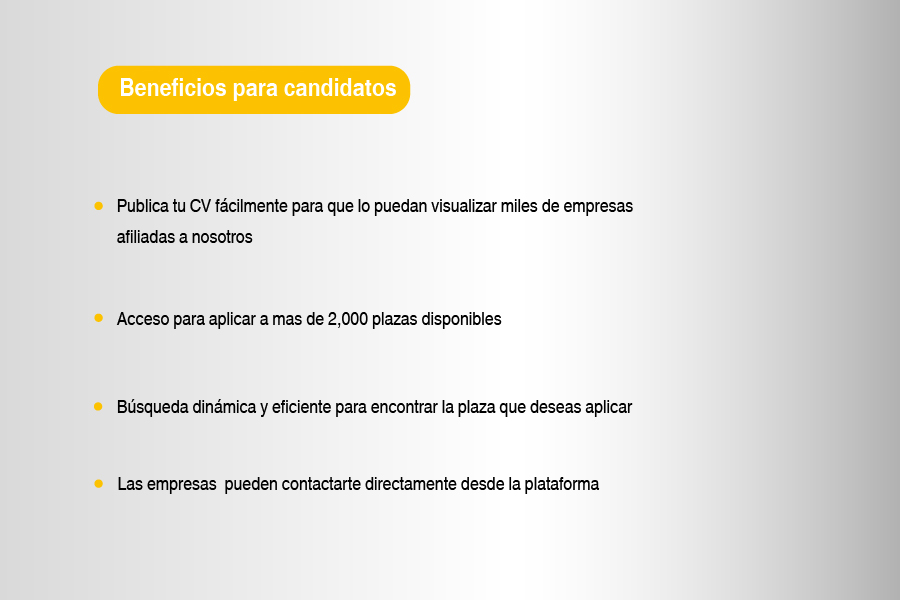 Beneficios para candidatos
Publica tu CV fácilmente para que lo puedan visualizar miles de empresas
afiliadas a nosotros
Acceso para aplicar a mas de 2,000 plazas disponibles
Búsqueda dinámica y eficiente para encontrar la plaza que deseas aplicar
Las empresas  pueden contactarte directamente desde la plataforma